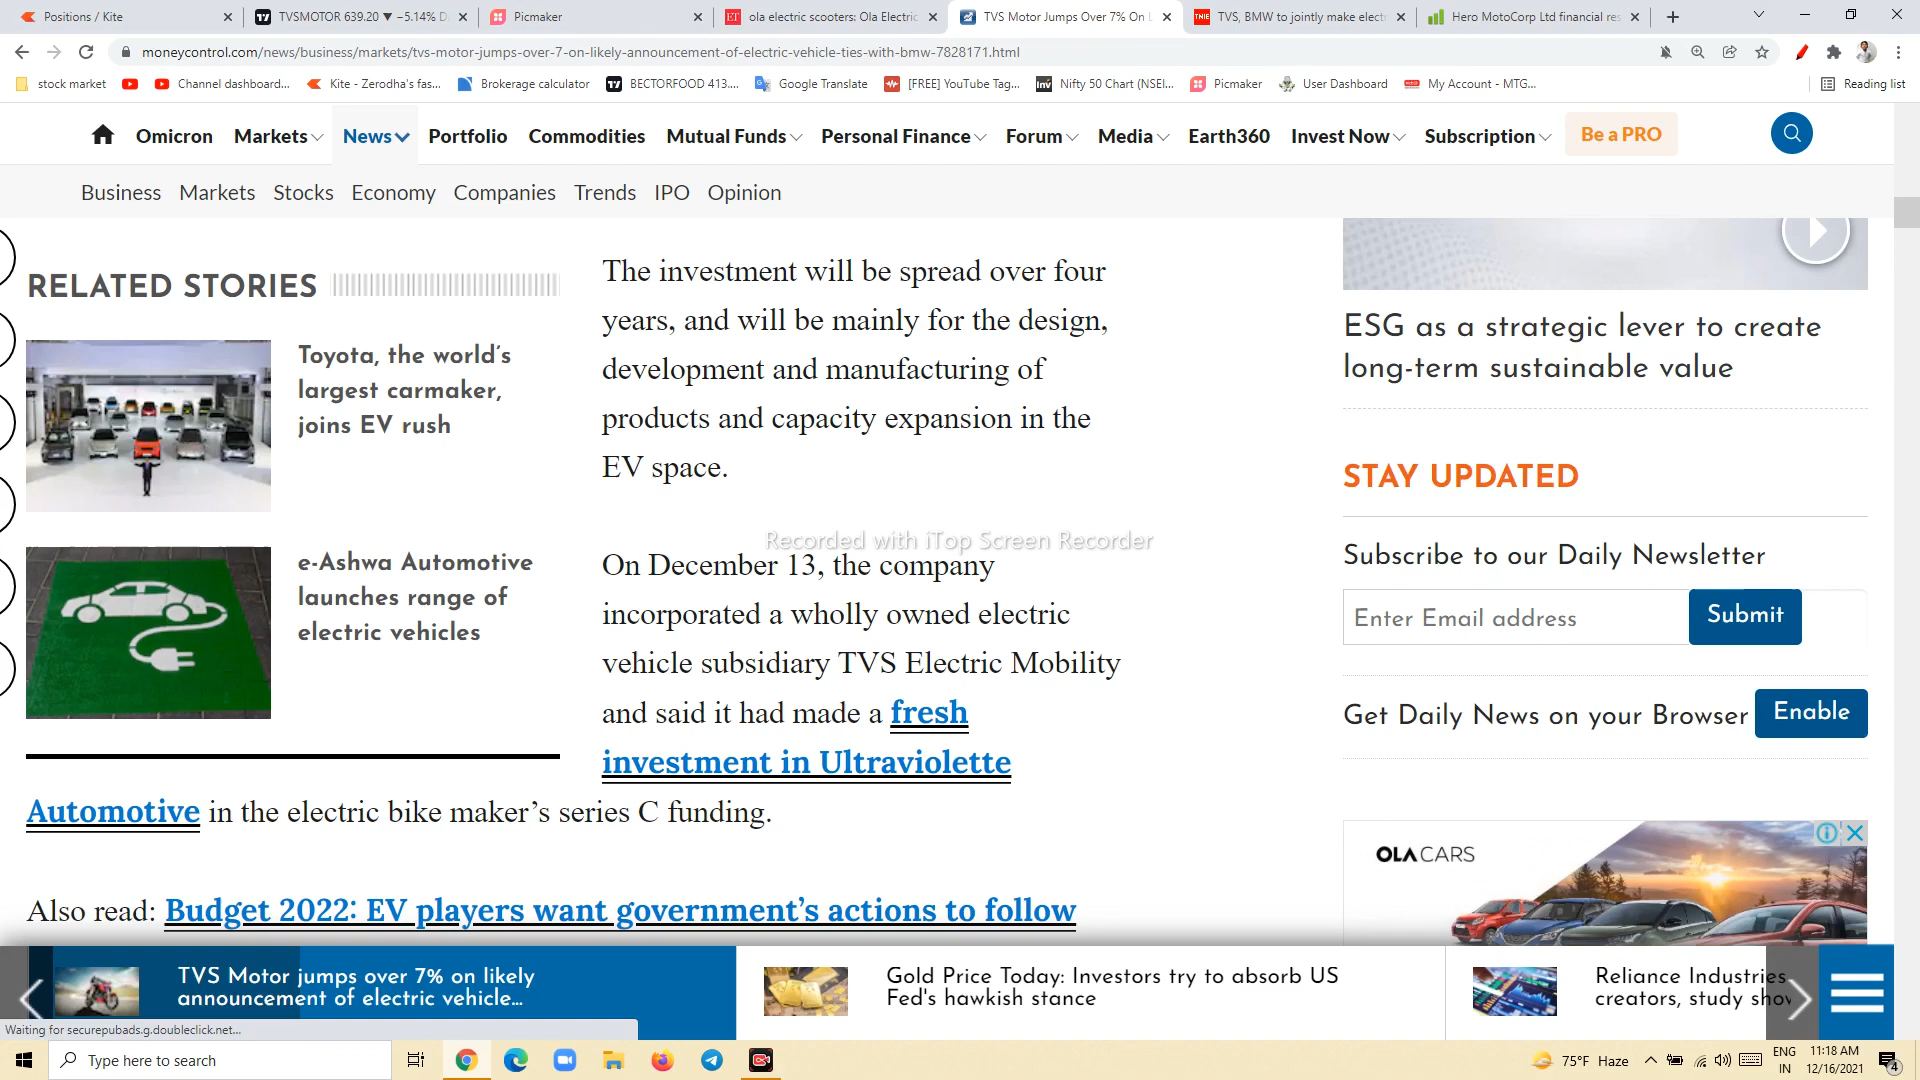 Positions / Kite
TVSMOTOR 639.20 ▼ −5.14% D
Picmaker
ola electric scooters: Ola Electric
TVS Motor Jumps Over 7% On L
TVS, BMW to jointly make elect
Hero MotoCorp Ltd financial res
moneycontrol.com/news/business/markets/tvs-motor-jumps-over-7-on-likely-announcement-of-electric-vehicle-ties-with-bmw-7828171.html
stock market
Channel dashboard...
Kite - Zerodha's fas...
Brokerage calculator
BECTORFOOD 413....
Google Translate
[FREE] YouTube Tag...
Nifty 50 Chart (NSEI...
Picmaker
User Dashboard
My Account - MTG...
Reading list
Omicron Markets News Portfolio Commodities Mutual Funds Personal Finance Forum Media Earth360 Invest Now Subscription Be a PRO
Business Markets Stocks Economy Companies Trends IPO Opinion
RELATED STORIES
Toyota, the world's
largest carmaker,
joins EV rush
e-Ashwa Automotive
launches range of
electric vehicles
The investment will be spread over four
years, and will be mainly for the design,
development and manufacturing of
products and capacity expansion in the
EV space.
Recorded with iTop Screen Recorder
On December 13, the company
incorporated a wholly owned electric
vehicle subsidiary TVS Electric Mobility
and said it had made a fresh
investment in Ultraviolette
Automotive in the electric bike maker's series C funding.
Also read: Budget 2022: EV players want government's actions to follow
ESG as a strategic lever to create
long-term sustainable value
STAY UPDATED
Subscribe to our Daily Newsletter
Enter Email address
Submit
Get Daily News on your Browser
Enable
OLA CARS
TVS Motor jumps over 7% on likely
announcement of electric vehicle...
Gold Price Today: Investors try to absorb US
Fed's hawkish stance
Reliance Industries
creators, study show
Waiting for securepubads.g.doubleclick.net...
Type here to search
75°F Haze
ENG
IN
11:18 AM
12/16/2021
4